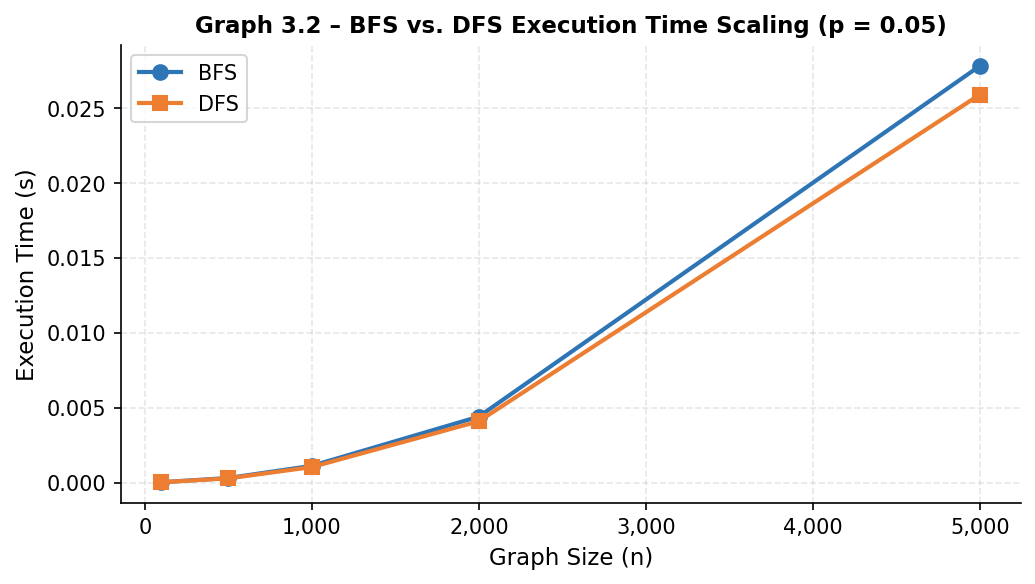 Graph 3.2 – BFS vs. DFS Execution Time Scaling (p = 0.05)
BFS
DFS
Execution Time (s)
0.025
0.020
0.015
0.010
0.005
0.000
0
1,000
2,000
3,000
4,000
5,000
Graph Size (n)